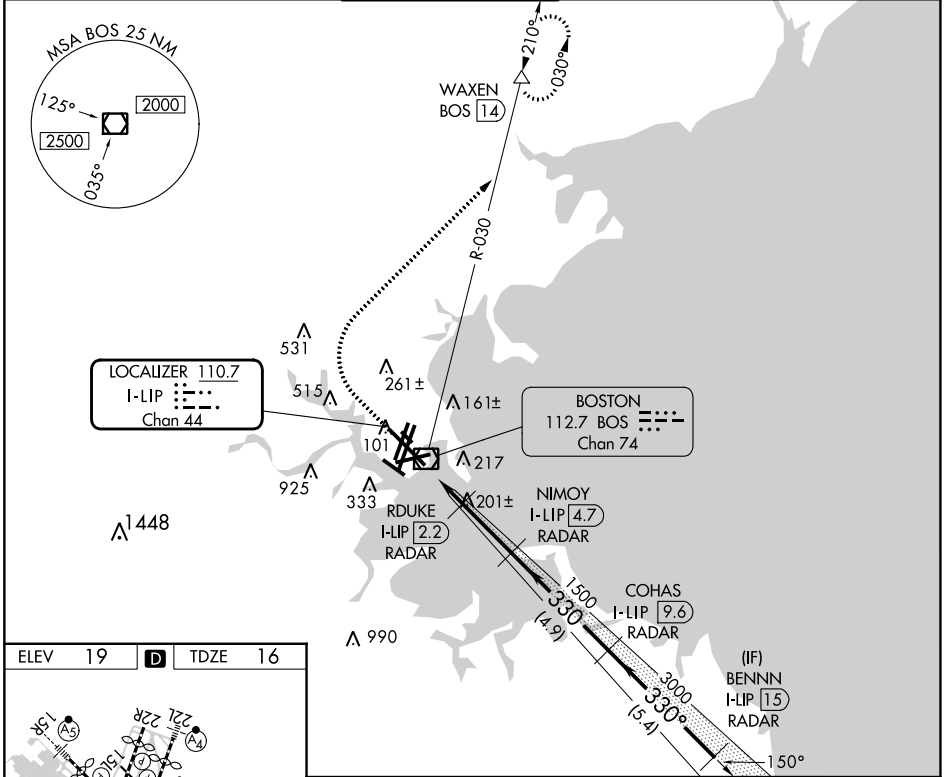 MSA BOS 25 NM
125°
2000
2500
035°
210°
030°
WAXEN
BOS 14
R-030
531
515
261±
161±
LOCALIZER 110.7
I-LIP
Chan 44
BOSTON
112.7 BOS
Chan 74
101
217
925
333
201±
1448
RDUKE
I-LIP 2.2
RADAR
NIMOY
I-LIP 4.7
RADAR
1500
330
(4.9)
COHAS
I-LIP 9.6
RADAR
990
3000
330°
(5.4)
(IF)
BENNN
I-LIP 15
RADAR
150°
ELEV 19 D TDZE 16
15R
A5
15L
22R
22L
A4
P